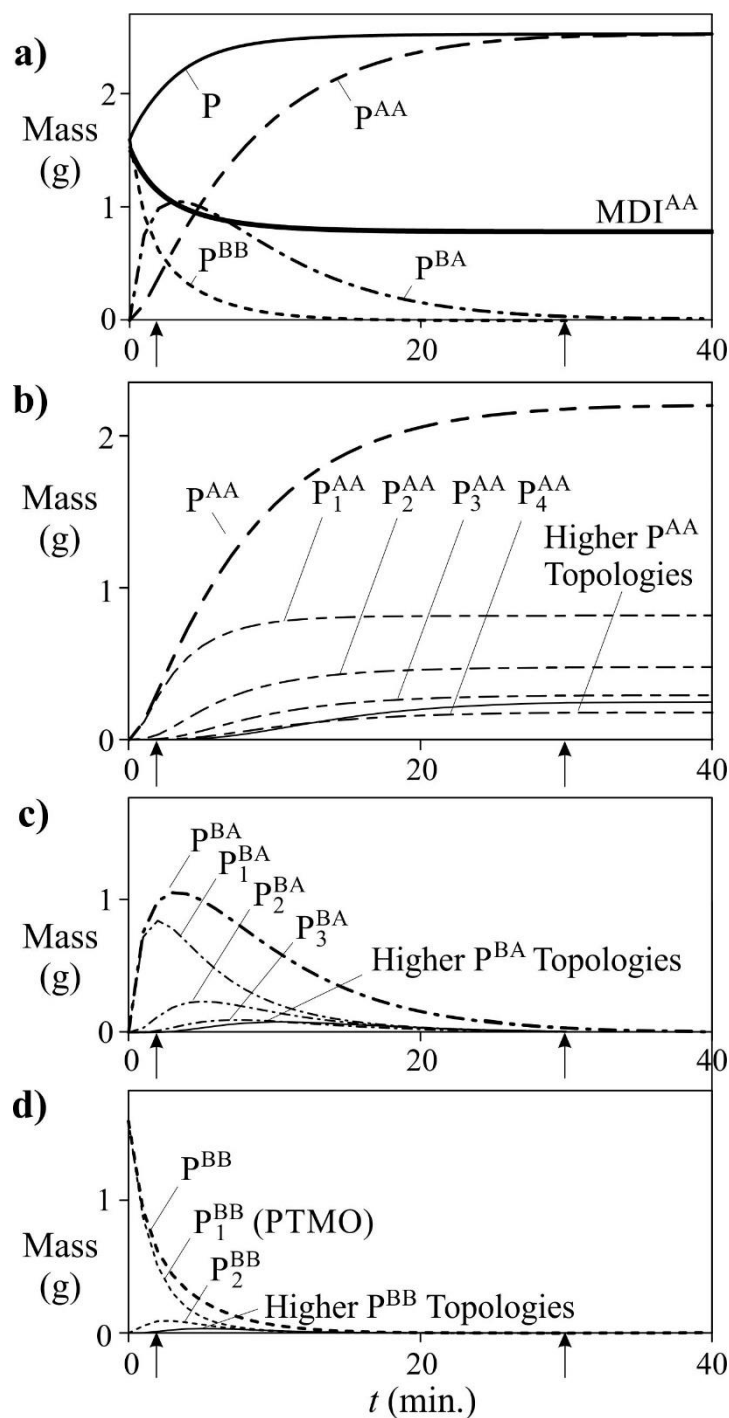 a)
2
P
P^AA
Mass
(g)
1
MDI^AA
P^BB
P^BA
0
0 20 40
b)
2
Mass
(g)
P^AA
P_1^AA P_2^AA P_3^AA P_4^AA
Higher P^AA
Topologies
1
0
0 20 40
c)
P^BA
P_1^BA
1
P_2^BA
Mass
(g)
P_3^BA
Higher P^BA Topologies
0
0 20 40
d)
P^BB
1
P_1^BB (PTMO)
Mass
(g)
P_2^BB
Higher P^BB Topologies
0
0 20 40
t (min.)